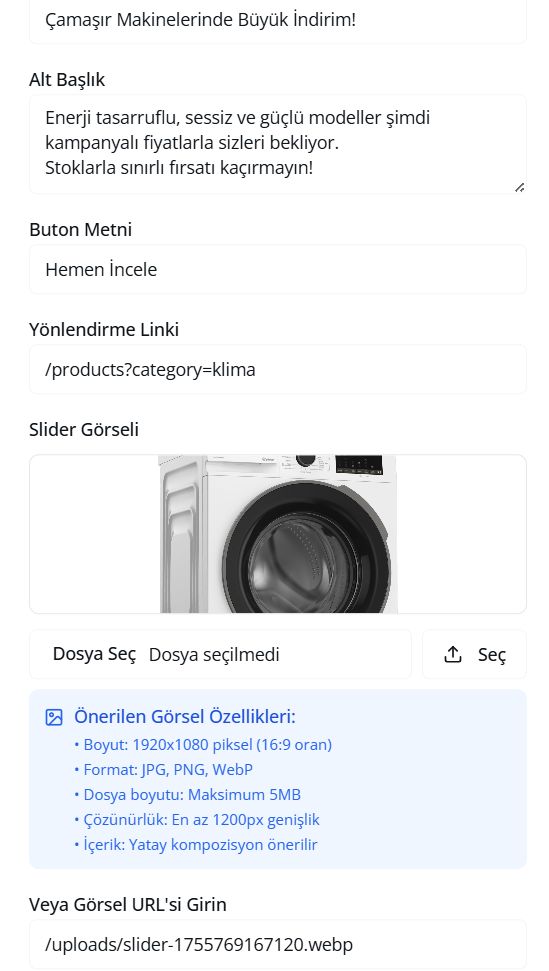 Çamaşır Makinelerinde Büyük İndirim!
Alt Başlık
Enerji tasarruflu, sessiz ve güçlü modeller şimdi
kampanyalı fiyatlarla sizleri bekliyor.
Stoklarla sınırlı fırsatı kaçırmayın!
Buton Metni
Hemen İncele
Yönlendirme Linki
/products?category=klima
Slider Görseli
Dosya Seç Dosya seçilmedi
Seç
Önerilen Görsel Özellikleri:
• Boyut: 1920x1080 piksel (16:9 oran)
• Format: JPG, PNG, WebP
• Dosya boyutu: Maksimum 5MB
• Çözünürlük: En az 1200px genişlik
• İçerik: Yatay kompozisyon önerilir
Veya Görsel URL'si Girin
/uploads/slider-1755769167120.webp